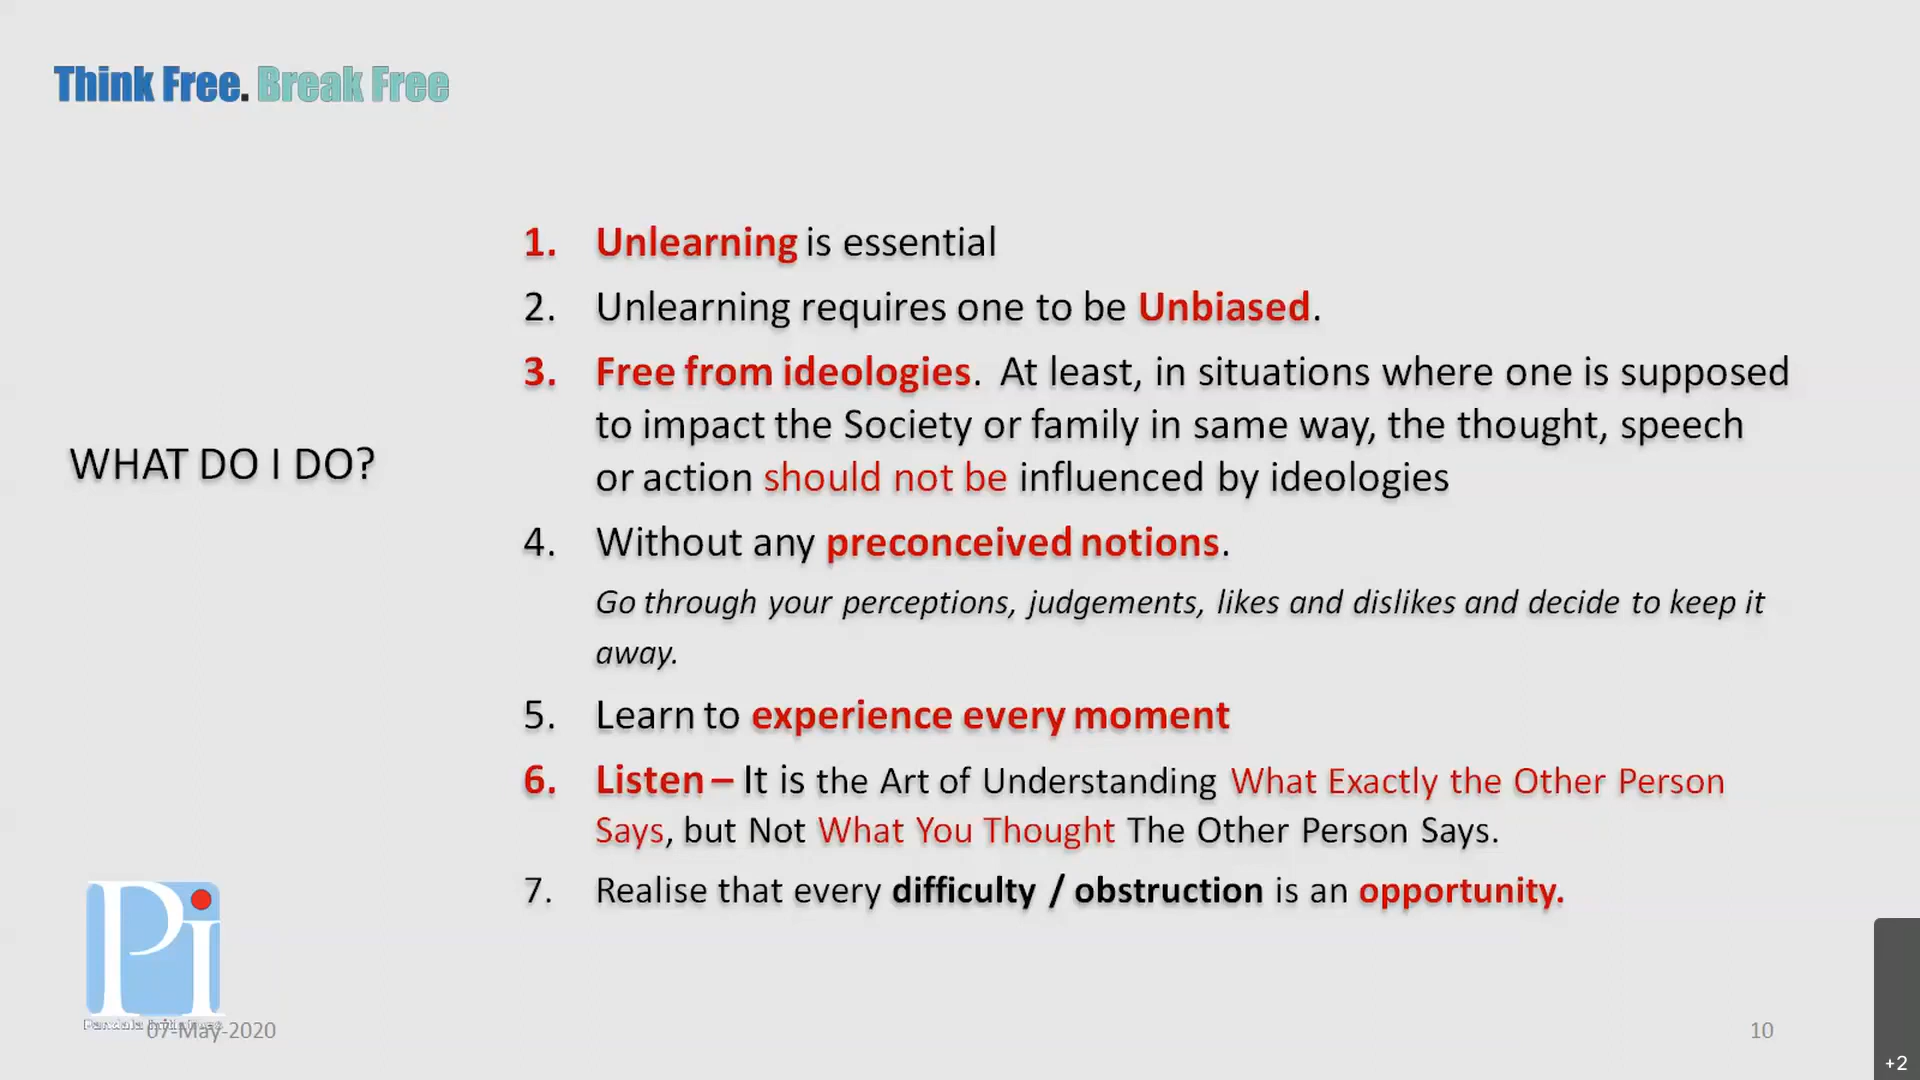 Think Free. Break Free
WHAT DO I DO?
1. Unlearning is essential
2. Unlearning requires one to be Unbiased.
3. Free from ideologies. At least, in situations where one is supposed
to impact the Society or family in same way, the thought, speech
or action should not be influenced by ideologies
4. Without any preconceived notions.
Go through your perceptions, judgements, likes and dislikes and decide to keep it
away.
5. Learn to experience every moment
6. Listen – It is the Art of Understanding What Exactly the Other Person
Says, but Not What You Thought The Other Person Says.
7. Realise that every difficulty / obstruction is an opportunity.
Pi
07-May-2020
10
+2